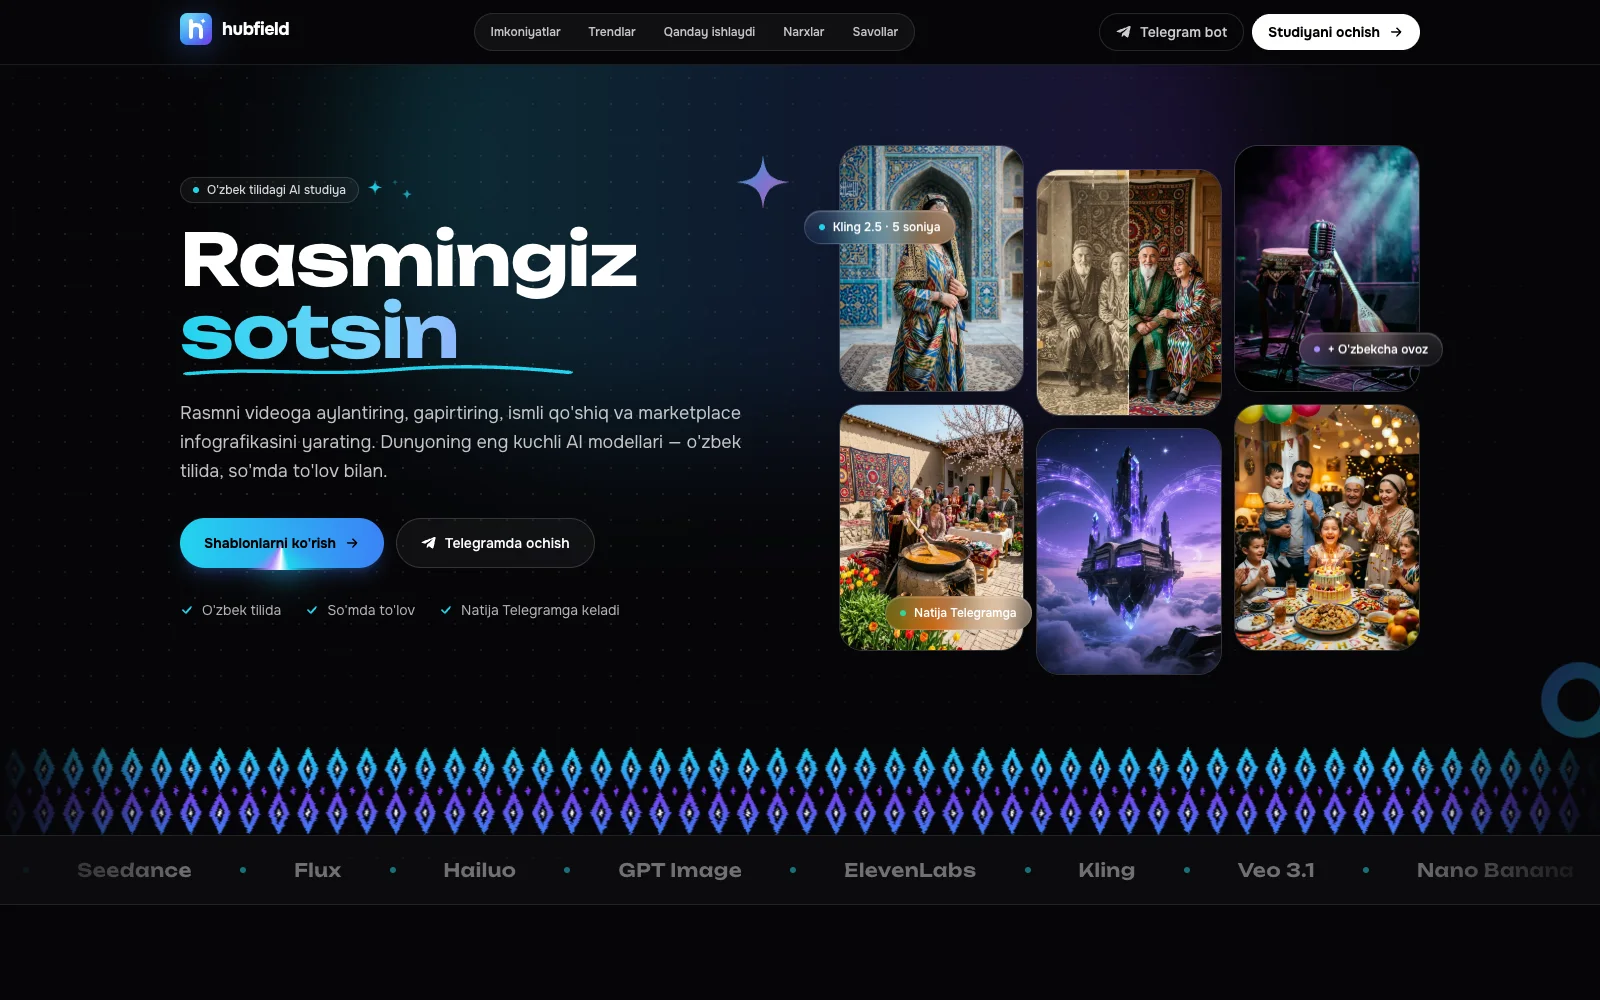 hubfield
Imkoniyatlar
Trendlar
Qanday ishlaydi
Narxlar
Savollar
Telegram bot
Studiyani ochish
O'zbek tilidagi AI studiya
Rasmingiz
sotsin
Rasmni videoga aylantiring, gapirtiring, ismli qo'shiq va marketplace
infografikasini yarating. Dunyoning eng kuchli AI modellari — o'zbek
tilida, so'mda to'lov bilan.
Shablonlarni ko'rish
Telegramda ochish
O'zbek tilida
So'mda to'lov
Natija Telegramga keladi
Kling 2.5 · 5 soniya
+ O'zbekcha ovoz
Natija Telegramga
Seedance
Flux
Hailuo
GPT Image
ElevenLabs
Kling
Veo 3.1
Nano Banana